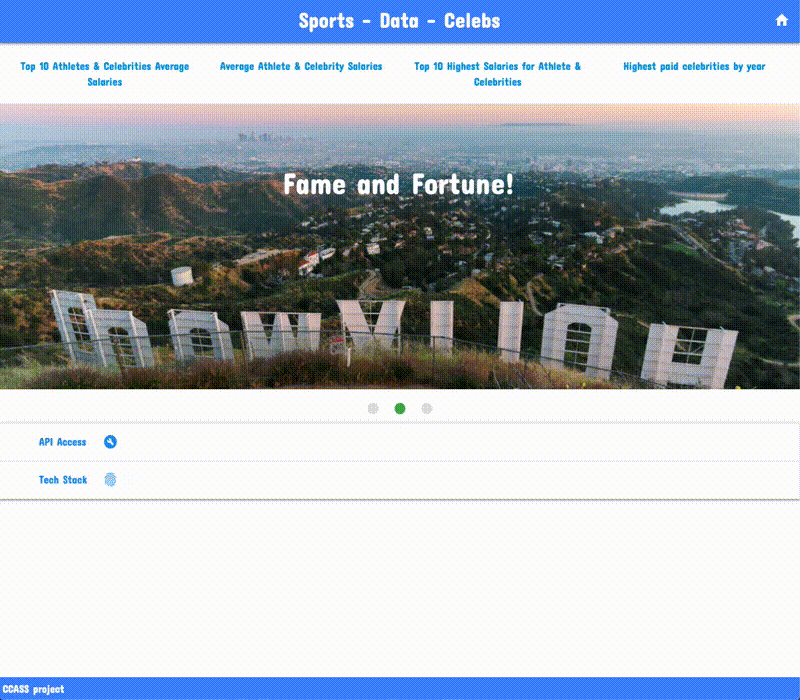 Sports - Data - Celebs
Top 10 Athletes & Celebrities Average
Salaries
Average Athlete & Celebrity Salaries
Top 10 Highest Salaries for Athlete &
Celebrities
Highest paid celebrities by year
Fame and Fortune!
API Access
Tech Stack
CCASS project